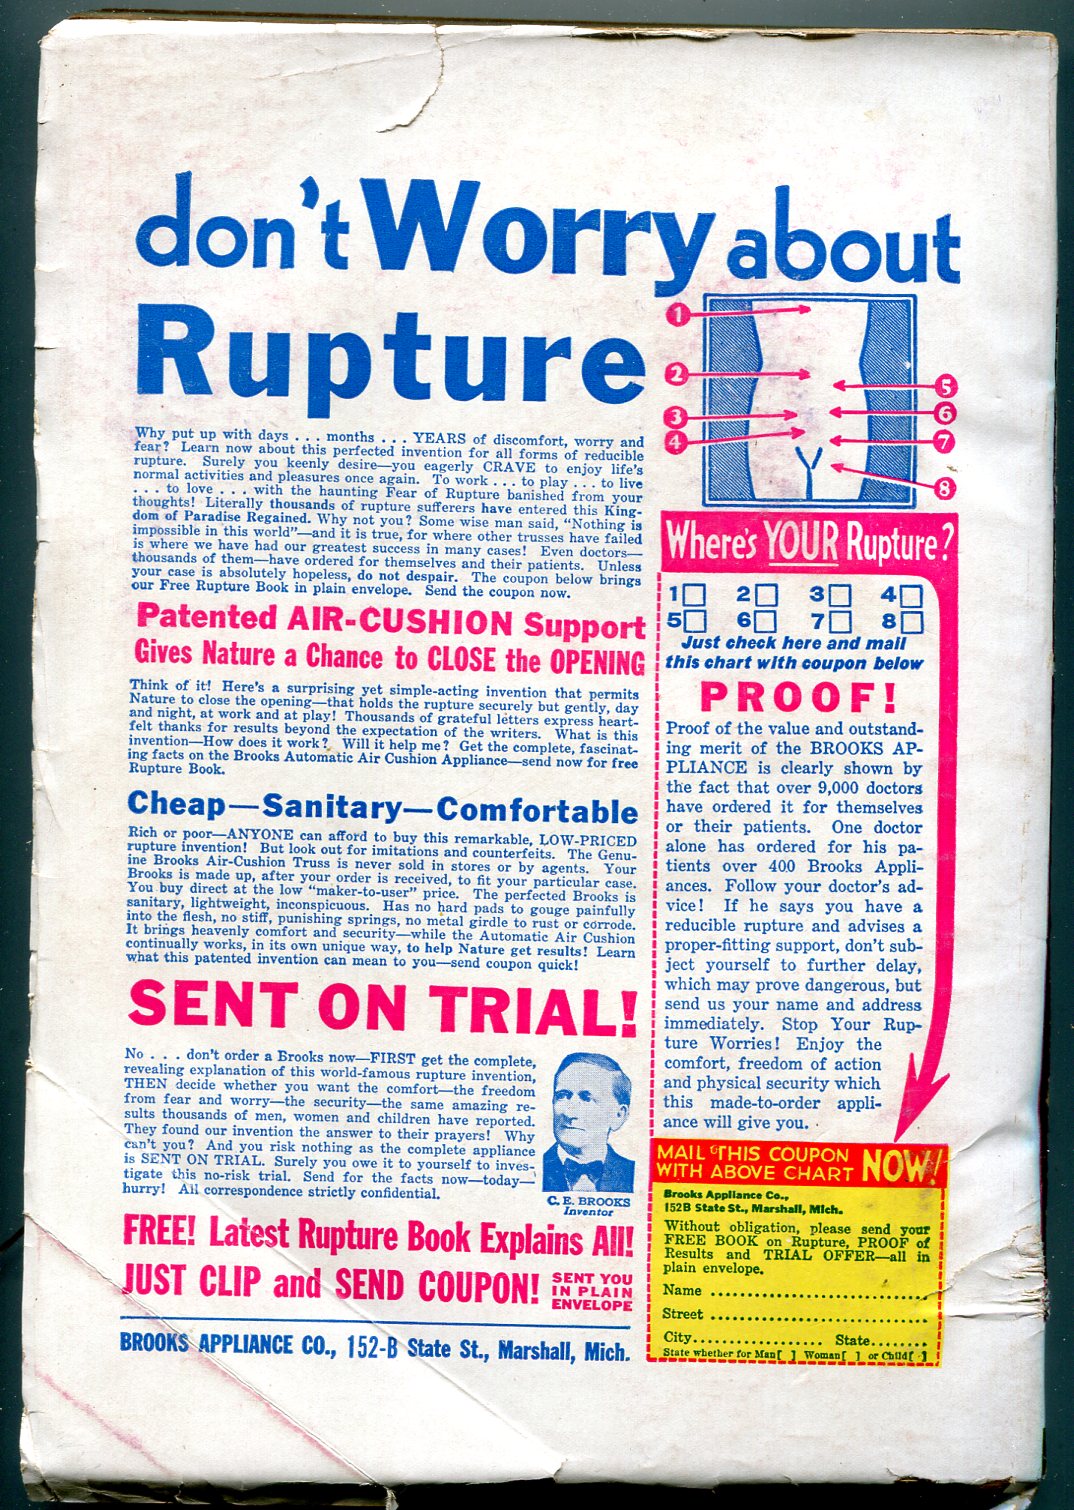 don't Worry about
Rupture
Why put up with days . . . months . . . YEARS of discomfort, worry and
fear? Learn now about this perfected invention for all forms of reducible
rupture. Surely you keenly desire—you eagerly CRAVE to enjoy life's
normal activities and pleasures once again. To work . . . to play . . . to live
. . . to love . . . with the haunting Fear of Rupture banished from your
thoughts! Literally thousands of rupture sufferers have entered this King-
dom of Paradise Regained. Why not you? Some wise man said, "Nothing is
impossible in this world"—and it is true, for where other trusses have failed
is where we have had our greatest success in many cases! Even doctors—
thousands of them—have ordered for themselves and their patients. Unless
your case is absolutely hopeless, do not despair. The coupon below brings
our Free Rupture Book in plain envelope. Send the coupon now.
Patented AIR-CUSHION Support
Gives Nature a Chance to CLOSE the OPENING
Think of it! Here's a surprising yet simple-acting invention that permits
Nature to close the opening—that holds the rupture securely but gently, day
and night, at work and at play! Thousands of grateful letters express heart-
felt thanks for results beyond the expectation of the writers. What is this
invention—How does it work? Will it help me? Get the complete, fascinat-
ing facts on the Brooks Automatic Air Cushion Appliance—send now for free
Rupture Book.
Cheap—Sanitary—Comfortable
Rich or poor—ANYONE can afford to buy this remarkable, LOW-PRICED
rupture invention! But look out for imitations and counterfeits. The Genu-
ine Brooks Air-Cushion Truss is never sold in stores or by agents. Your
Brooks is made up, after your order is received, to fit your particular case.
You buy direct at the low "maker-to-user" price. The perfected Brooks is
sanitary, lightweight, inconspicuous. Has no hard pads to gouge painfully
into the flesh, no stiff, punishing springs, no metal girdle to rust or corrode.
It brings heavenly comfort and security—while the Automatic Air Cushion
continually works, in its own unique way, to help Nature get results! Learn
what this patented invention can mean to you—send coupon quick!
SENT ON TRIAL!
No . . . don't order a Brooks now—FIRST get the complete,
revealing explanation of this world-famous rupture invention,
THEN decide whether you want the comfort—the freedom
from fear and worry—the security—the same amazing re-
sults thousands of men, women and children have reported.
They found our invention the answer to their prayers! Why
can't you? And you risk nothing as the complete appliance
is SENT ON TRIAL. Surely you owe it to yourself to inves-
tigate this no-risk trial. Send for the facts now—today—
hurry! All correspondence strictly confidential.
C. E. BROOKS
Inventor
FREE! Latest Rupture Book Explains All!
JUST CLIP and SEND COUPON!
SENT YOU
IN PLAIN
ENVELOPE
BROOKS APPLIANCE CO., 152-B State St., Marshall, Mich.
1
2
3
4
5
6
7
8
Where's YOUR Rupture?
1 2 3 4
5 6 7 8
Just check here and mail
this chart with coupon below
PROOF!
Proof of the value and outstand-
ing merit of the BROOKS AP-
PLIANCE is clearly shown by
the fact that over 9,000 doctors
have ordered it for themselves
or their patients. One doctor
alone has ordered for his pa-
tients over 400 Brooks Appli-
ances. Follow your doctor's ad-
vice! If he says you have a
reducible rupture and advises a
proper-fitting support, don't sub-
ject yourself to further delay,
which may prove dangerous, but
send us your name and address
immediately. Stop Your Rup-
ture Worries! Enjoy the
comfort, freedom of action
and physical security which
this made-to-order appli-
ance will give you.
MAIL THIS COUPON
WITH ABOVE CHART NOW!
Brooks Appliance Co.,
152B State St., Marshall, Mich.
Without obligation, please send your
FREE BOOK on Rupture, PROOF of
Results and TRIAL OFFER—all in
plain envelope.
Name ........................................
Street ........................................
City........................ State.........
State whether for Man[ ] Woman[ ] or Child[ ]